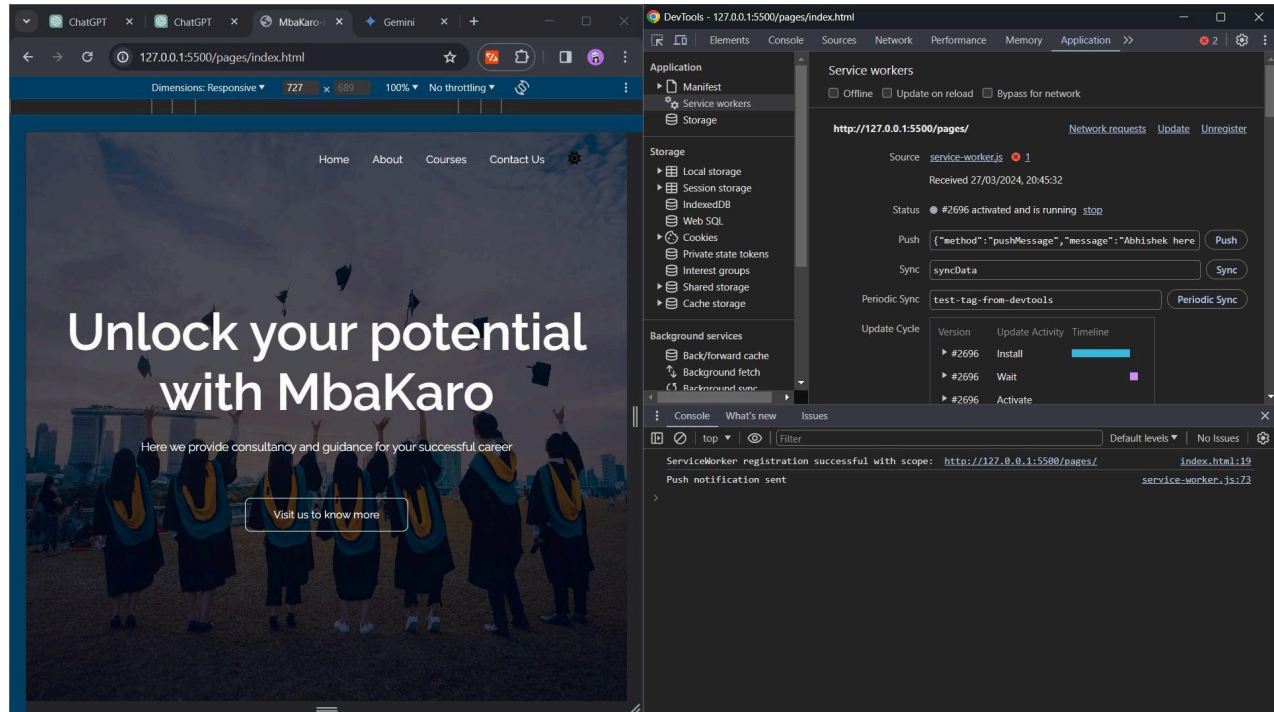 ChatGPT
ChatGPT
MbaKaro-
Gemini
127.0.0.1:5500/pages/index.html
Dimensions: Responsive 727 x 689 100% No throttling
Home About Courses Contact Us
Unlock your potential
with MbaKaro
Here we provide consultancy and guidance for your successful career
Visit us to know more
DevTools - 127.0.0.1:5500/pages/index.html
Elements Console Sources Network Performance Memory Application 2
Application
Manifest
Service workers
Storage
Storage
Local storage
Session storage
IndexedDB
Web SQL
Cookies
Private state tokens
Interest groups
Shared storage
Cache storage
Background services
Back/forward cache
Background fetch
Background sync
Service workers
Offline Update on reload Bypass for network
http://127.0.0.1:5500/pages/ Network requests Update Unregister
Source service-worker.js 1
Received 27/03/2024, 20:45:32
Status #2696 activated and is running stop
Push {"method":"pushMessage","message":"Abhishek here Push
Sync syncData Sync
Periodic Sync test-tag-from-devtools Periodic Sync
Update Cycle Version Update Activity Timeline
#2696 Install
#2696 Wait
#2696 Activate
Console What's new Issues
top Filter Default levels No Issues
ServiceWorker registration successful with scope: http://127.0.0.1:5500/pages/ index.html:19
Push notification sent service-worker.js:73